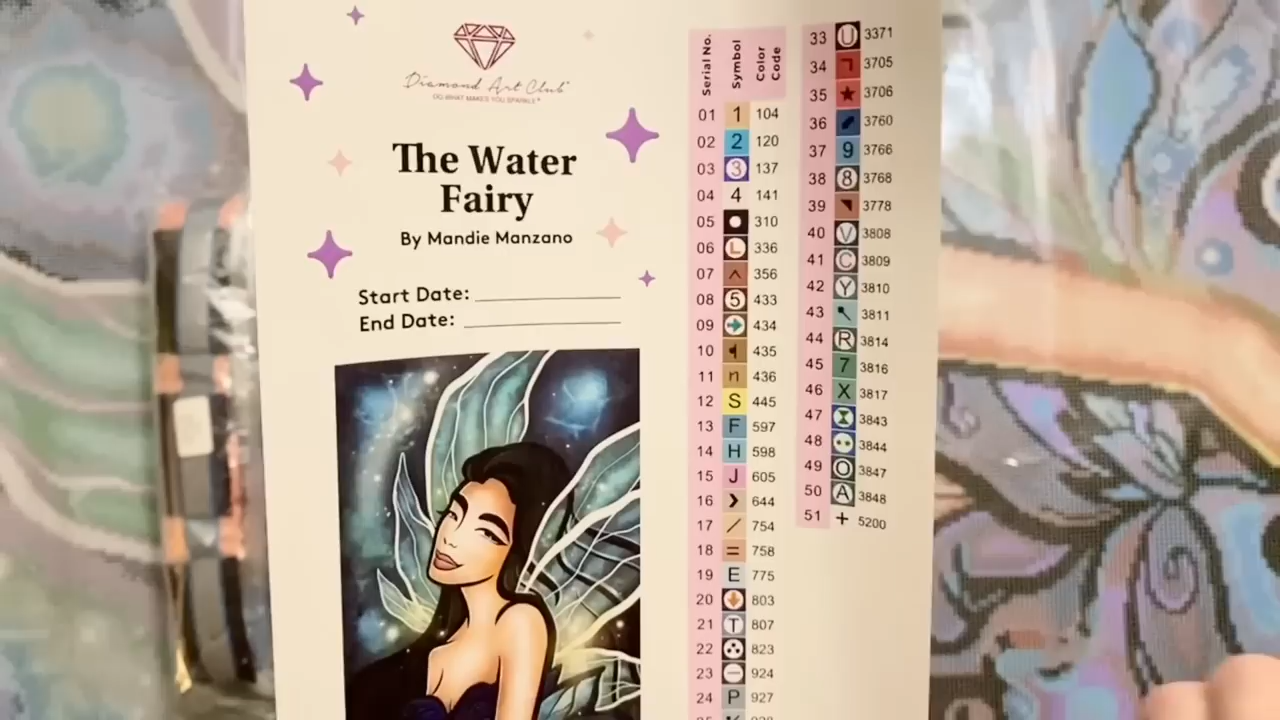 Diamond Art Club
DO WHAT MAKES YOU SPARKLE
The Water
Fairy
By Mandie Manzano
Start Date: ____________
End Date: ____________
Serial No. Symbol Color Code
01 1 104
02 2 120
03 3 137
04 4 141
05 ● 310
06 L 336
07 ^ 356
08 5 433
09 434
10 ¶ 435
11 n 436
12 S 445
13 F 597
14 H 598
15 J 605
16 ❯ 644
17 / 754
18 = 758
19 E 775
20 803
21 T 807
22 823
23 – 924
24 P 927
33 U 3371
34 3705
35 ★ 3706
36 3760
37 9 3766
38 8 3768
39 3778
40 V 3808
41 C 3809
42 Y 3810
43 3811
44 R 3814
45 7 3816
46 X 3817
47 3843
48 3844
49 O 3847
50 A 3848
51 + 5200